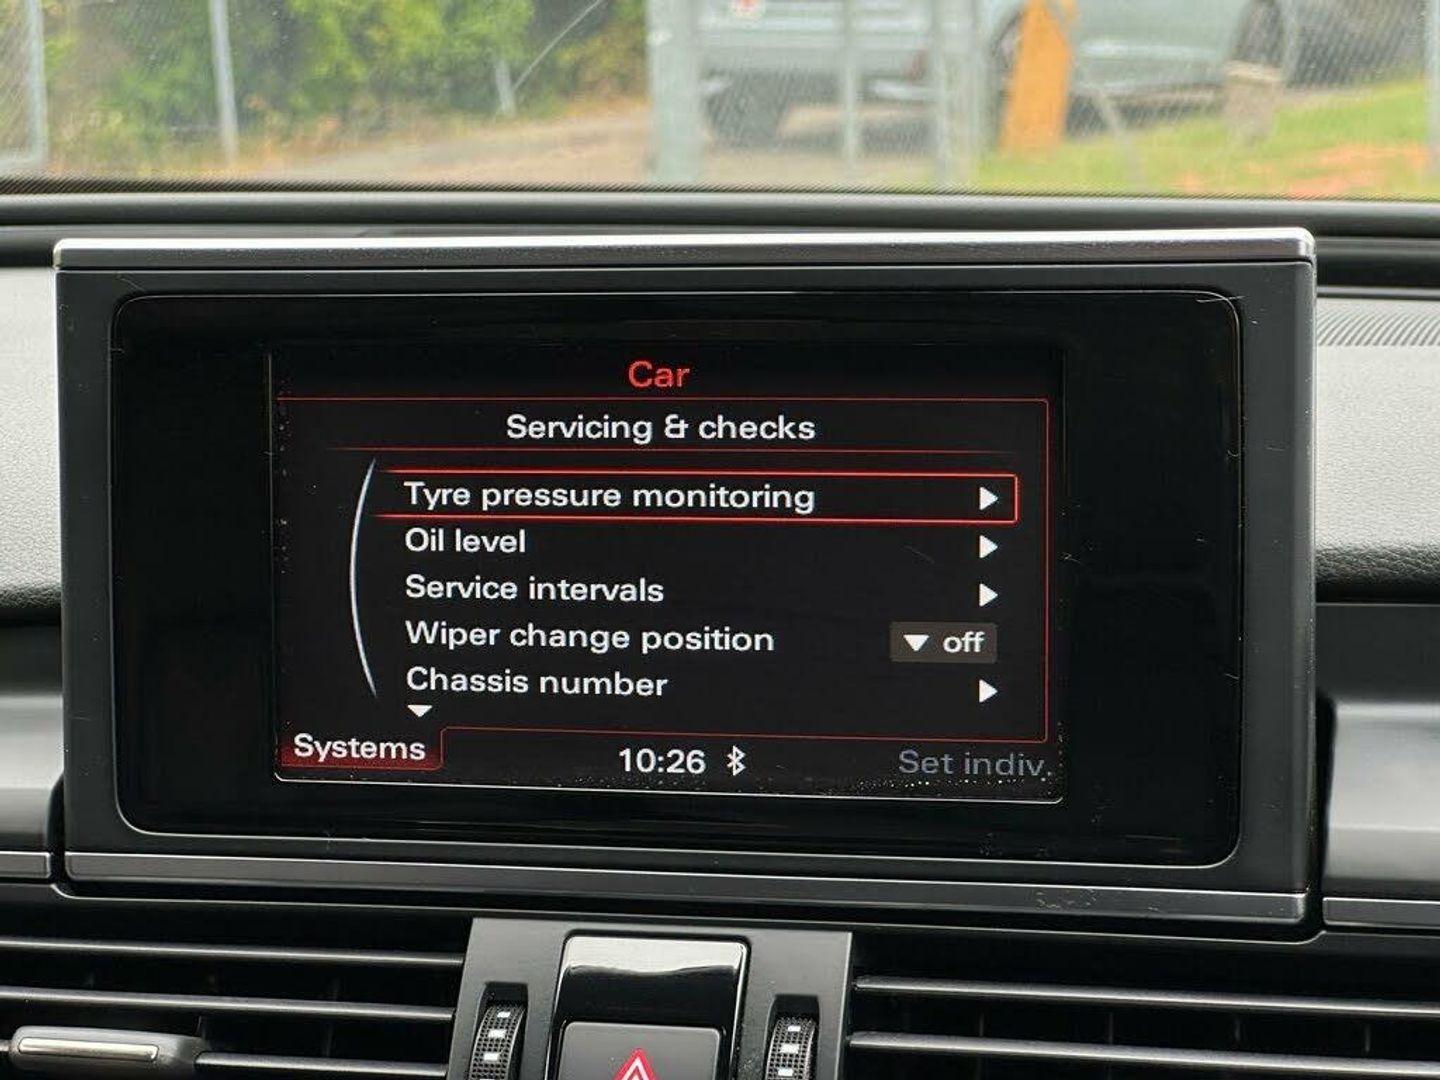 Car
Servicing & checks
Tyre pressure monitoring
Oil level
Service intervals
Wiper change position off
Chassis number
Systems 10:26 Set indiv.